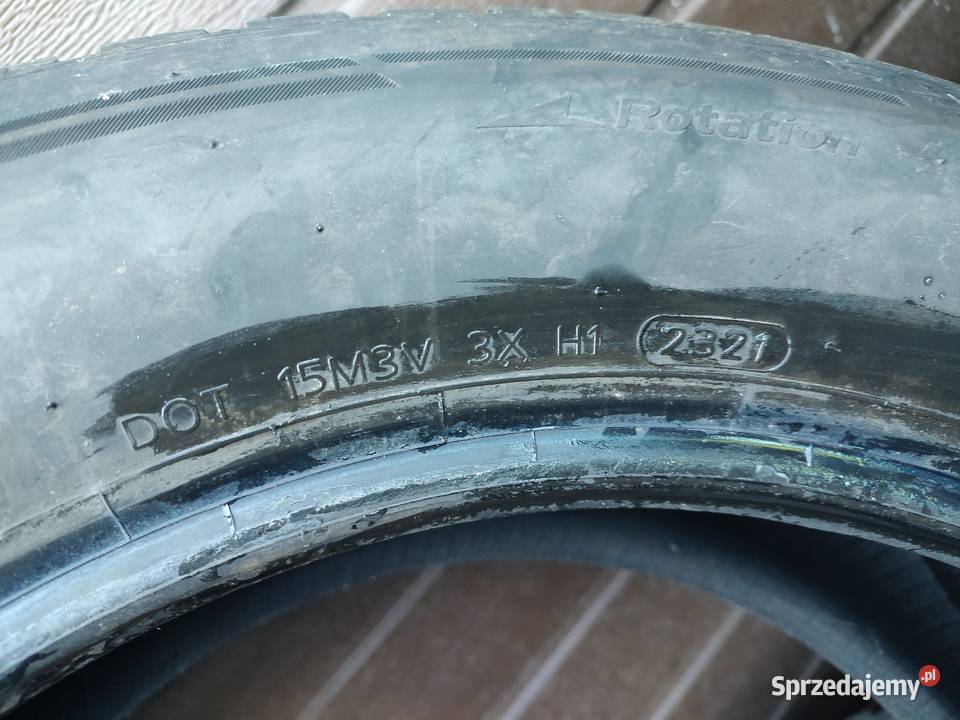 Rotation
DOT 15M3V 3X H1 2321
Sprzedajemy.pl